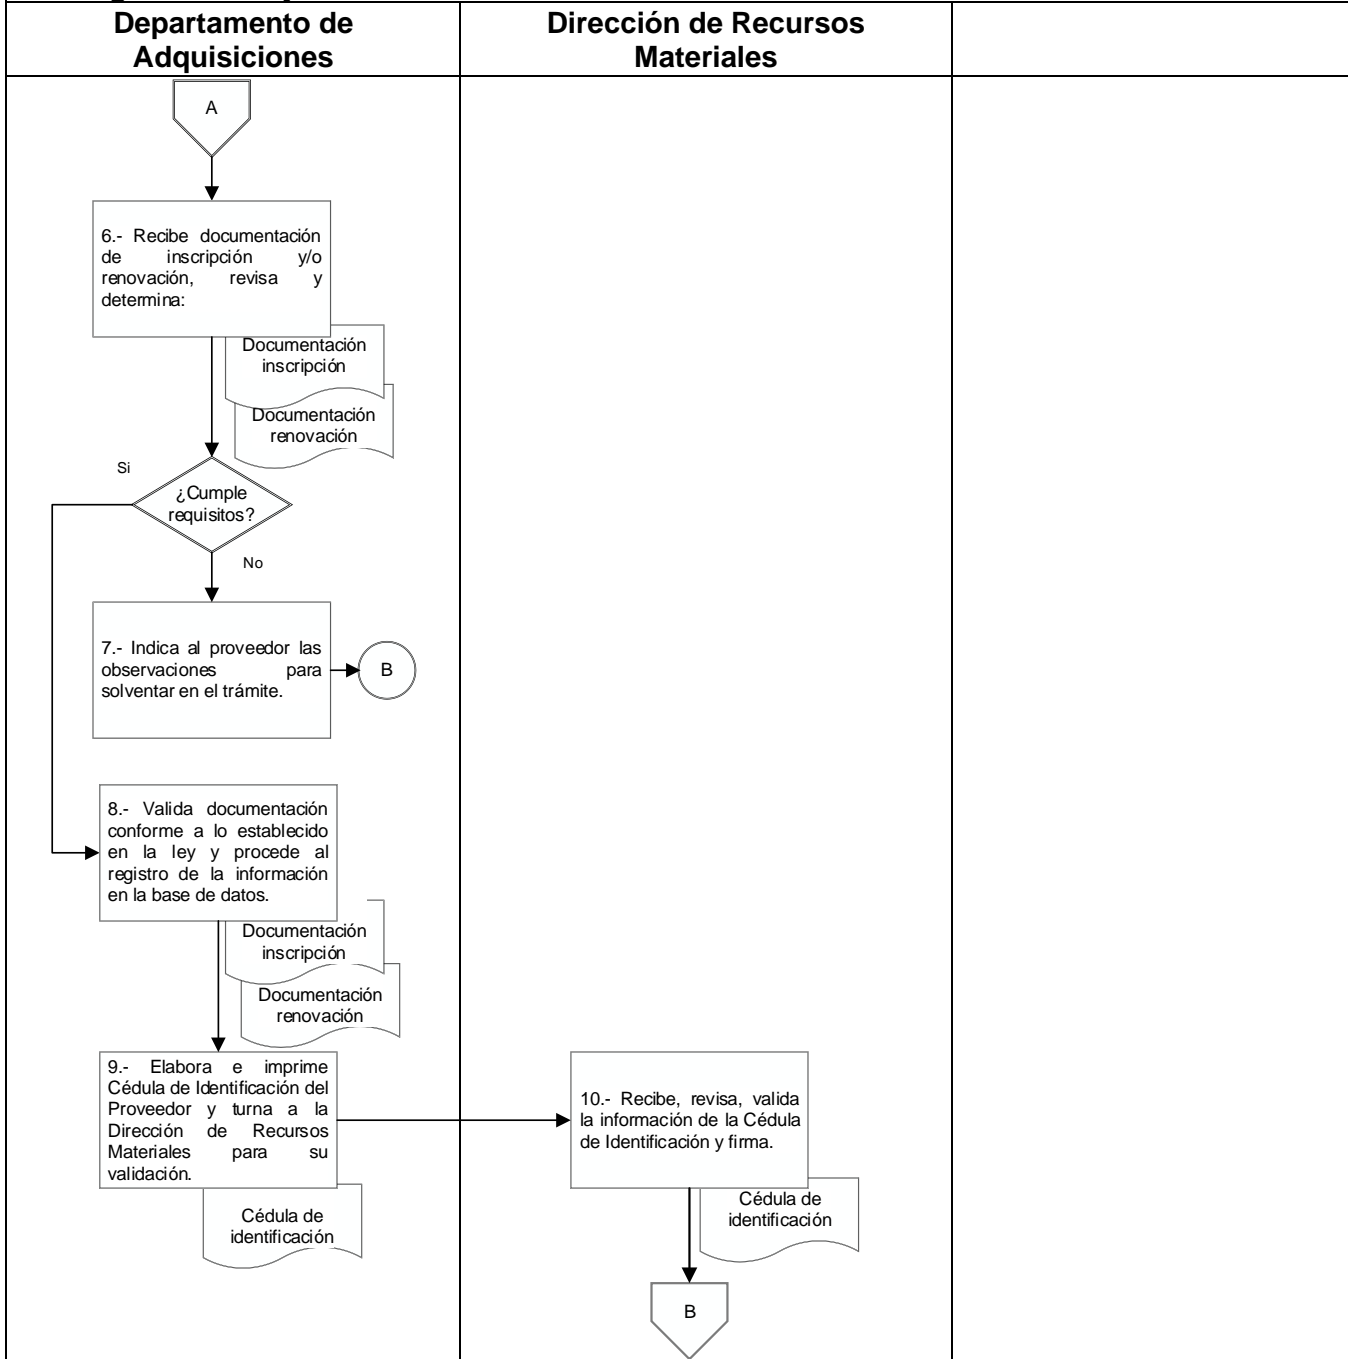 Departamento de
Adquisiciones
Dirección de Recursos
Materiales
A
6.- Recibe documentación
de inscripción y/o
renovación, revisa y
determina:
Documentación
inscripción
Documentación
renovación
Si
¿Cumple
requisitos?
No
7.- Indica al proveedor las
observaciones para
solventar en el trámite.
B
8.- Valida documentación
conforme a lo establecido
en la ley y procede al
registro de la información
en la base de datos.
Documentación
inscripción
Documentación
renovación
9.- Elabora e imprime
Cédula de Identificación del
Proveedor y turna a la
Dirección de Recursos
Materiales para su
validación.
Cédula de
identificación
10.- Recibe, revisa, valida
la información de la Cédula
de Identificación y firma.
Cédula de
identificación
B